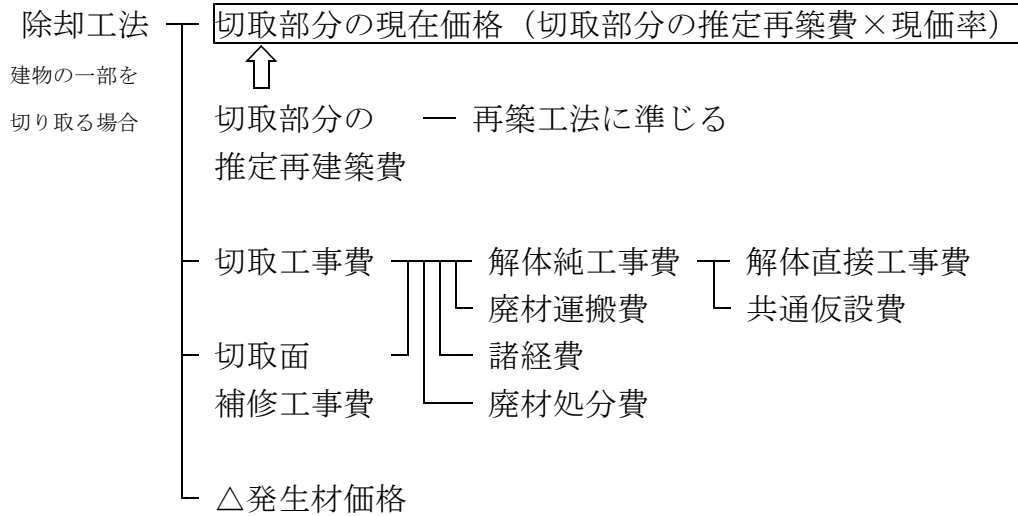 除却工法
建物の一部を
切り取る場合
切取部分の現在価格（切取部分の推定再築費×現価率）
切取部分の
推定再建築費
再築工法に準じる
切取工事費
解体純工事費
解体直接工事費
廃材運搬費
共通仮設費
切取面
補修工事費
諸経費
廃材処分費
△発生材価格